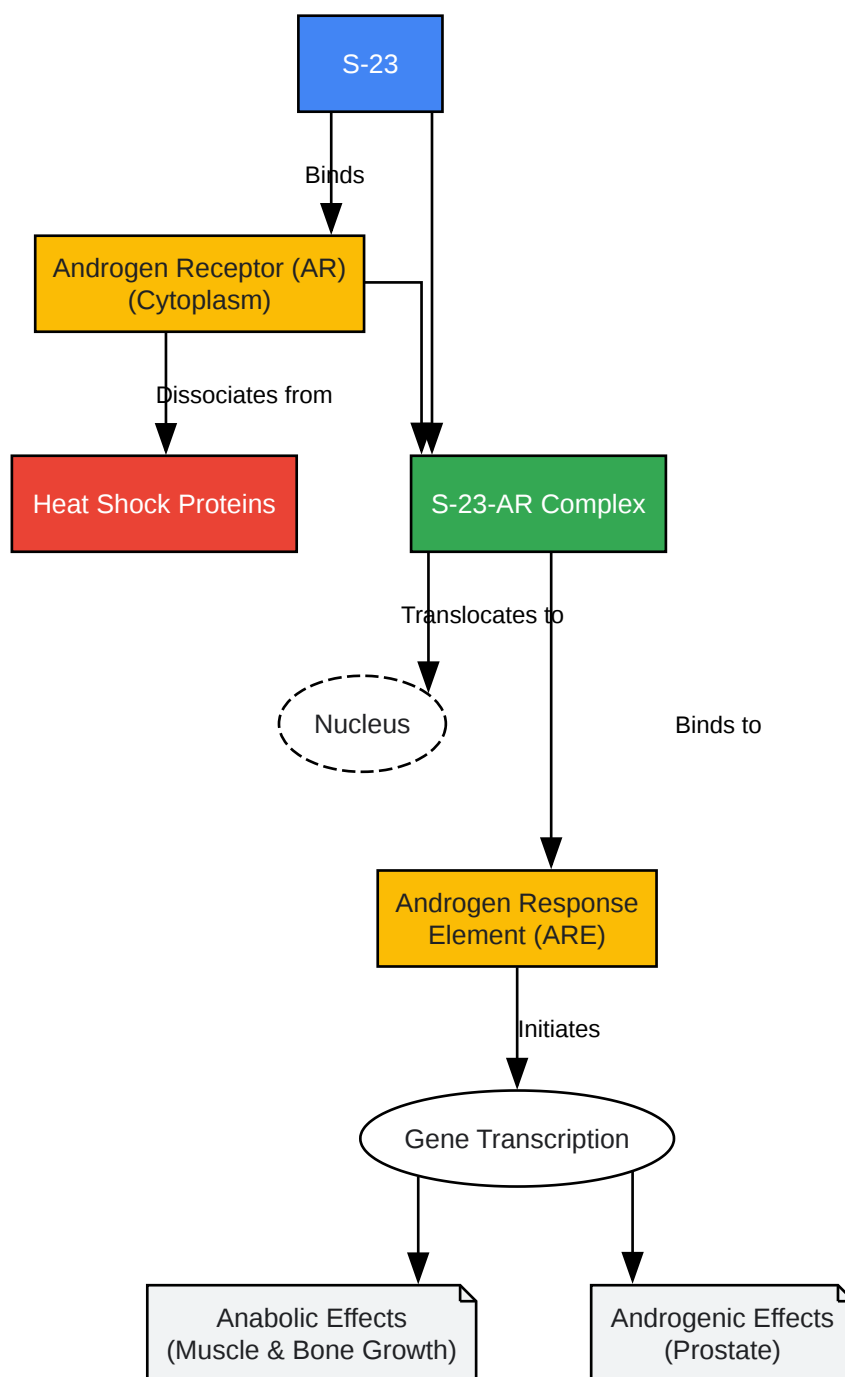 S-23
Binds
Androgen Receptor (AR)
(Cytoplasm)
Dissociates from
Heat Shock Proteins
S-23-AR Complex
Translocates to
Nucleus
Binds to
Androgen Response
Element (ARE)
Initiates
Gene Transcription
Anabolic Effects
(Muscle & Bone Growth)
Androgenic Effects
(Prostate)